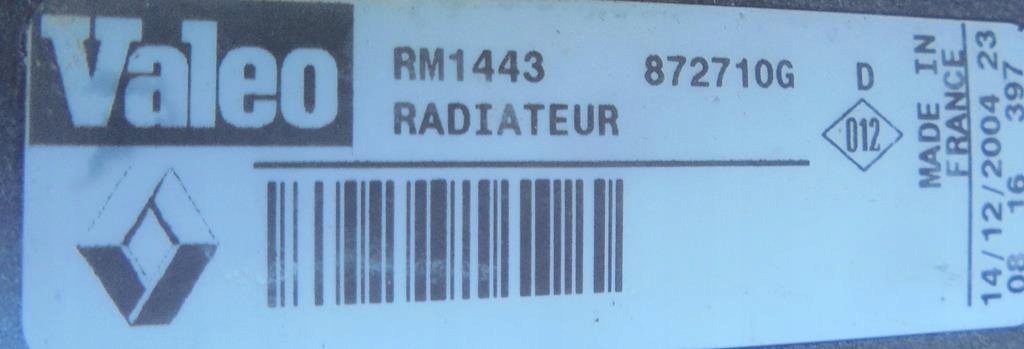 Valeo
RM1443 872710G D
RADIATEUR
D12
MADE IN
FRANCE
14/12/2004 23
08 16 397